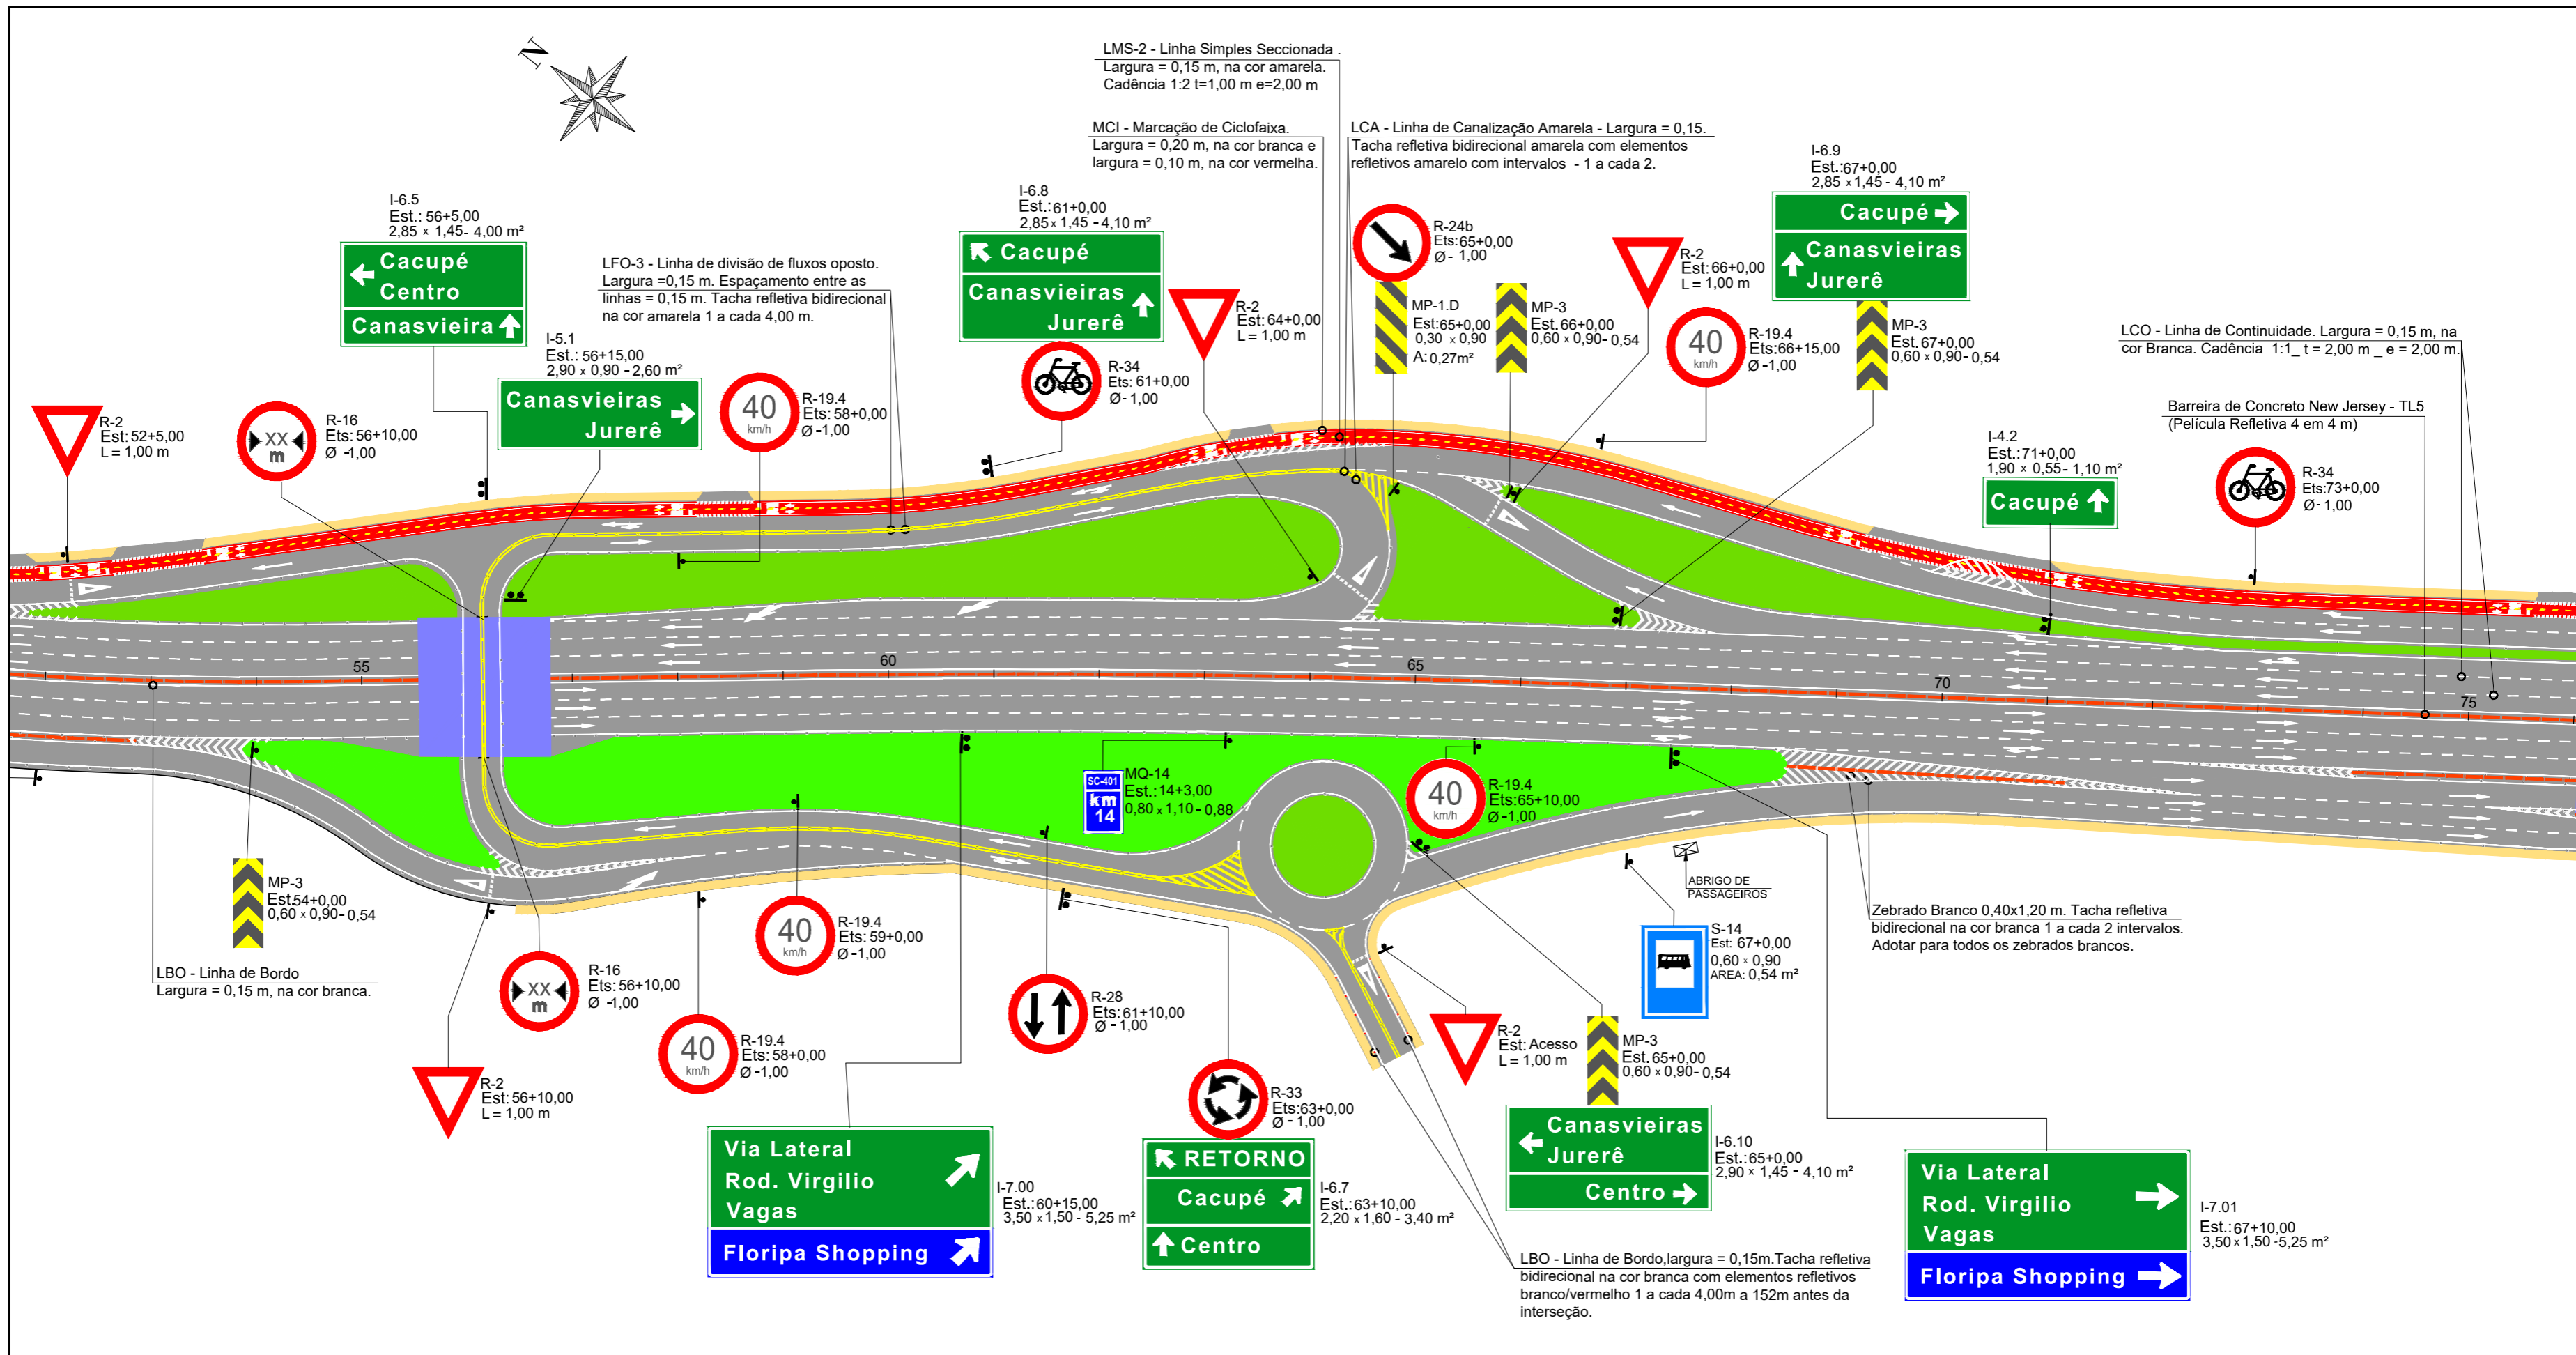 N
LMS-2 - Linha Simples Seccionada .
Largura = 0,15 m, na cor amarela.
Cadência 1:2 t=1,00 m e=2,00 m
MCI - Marcação de Ciclofaixa.
Largura = 0,20 m, na cor branca e
largura = 0,10 m, na cor vermelha.
LCA - Linha de Canalização Amarela - Largura = 0,15.
Tacha refletiva bidirecional amarela com elementos
refletivos amarelo com intervalos - 1 a cada 2.
I-6.9
Est.:67+0,00
2,85 x 1,45 - 4,10 m²
Cacupé
Canasvieiras
Jurerê
I-6.5
Est.: 56+5,00
2,85 x 1,45- 4,00 m²
Cacupé
Centro
Canasvieira
LFO-3 - Linha de divisão de fluxos oposto.
Largura =0,15 m. Espaçamento entre as
linhas = 0,15 m. Tacha refletiva bidirecional
na cor amarela 1 a cada 4,00 m.
I-6.8
Est.:61+0,00
2,85 x 1,45 - 4,10 m²
Cacupé
Canasvieiras
Jurerê
R-2
Est:64+0,00
L = 1,00 m
R-24b
Ets:65+0,00
Ø - 1,00
MP-1.D
Est:65+0,00
0,30 x 0,90
A: 0,27m²
MP-3
Est.66+0,00
0,60 x 0,90- 0,54
R-2
Est:66+0,00
L = 1,00 m
40
km/h
R-19.4
Ets:66+15,00
Ø -1,00
MP-3
Est.67+0,00
0,60 x 0,90- 0,54
LCO - Linha de Continuidade. Largura = 0,15 m, na
cor Branca. Cadência 1:1_ t = 2,00 m _ e = 2,00 m.
Barreira de Concreto New Jersey - TL5
(Película Refletiva 4 em 4 m)
I-5.1
Est.: 56+15,00
2,90 x 0,90 - 2,60 m²
Canasvieiras
Jurerê
40
km/h
R-19.4
Ets: 58+0,00
Ø -1,00
R-34
Ets: 61+0,00
Ø- 1,00
R-2
Est: 52+5,00
L = 1,00 m
XX
m
R-16
Ets: 56+10,00
Ø -1,00
I-4.2
Est.:71+0,00
1,90 x 0,55- 1,10 m²
Cacupé
R-34
Ets:73+0,00
Ø- 1,00
55
60
65
70
75
SC-401
km
14
MQ-14
Est.:14+3,00
0,80 x 1,10- 0,88
40
km/h
R-19.4
Ets:65+10,00
Ø -1,00
ABRIGO DE
PASSAGEIROS
MP-3
Est.54+0,00
0,60 x 0,90- 0,54
LBO - Linha de Bordo
Largura = 0,15 m, na cor branca.
XX
m
R-16
Ets:56+10,00
Ø -1,00
40
km/h
R-19.4
Ets: 59+0,00
Ø -1,00
40
km/h
R-19.4
Ets: 58+0,00
Ø -1,00
R-28
Ets:61+10,00
Ø -1,00
R-2
Est:56+10,00
L = 1,00 m
R-33
Ets:63+0,00
Ø - 1,00
R-2
Est: Acesso
L = 1,00 m
S-14
Est: 67+0,00
0,60 x 0,90
AREA: 0,54 m²
Zebrado Branco 0,40x1,20 m. Tacha refletiva
bidirecional na cor branca 1 a cada 2 intervalos.
Adotar para todos os zebrados brancos.
MP-3
Est.65+0,00
0,60 x 0,90- 0,54
Canasvieiras
Jurerê
Centro
I-6.10
Est.:65+0,00
2,90 x 1,45 - 4,10 m²
Via Lateral
Rod. Virgilio
Vagas
Floripa Shopping
I-7.00
Est.:60+15,00
3,50 x 1,50 - 5,25 m²
RETORNO
Cacupé
Centro
I-6.7
Est.:63+10,00
2,20 x 1,60 - 3,40 m²
Via Lateral
Rod. Virgilio
Vagas
Floripa Shopping
I-7.01
Est.:67+10,00
3,50 x 1,50 -5,25 m²
LBO - Linha de Bordo,largura = 0,15m.Tacha refletiva
bidirecional na cor branca com elementos refletivos
branco/vermelho 1 a cada 4,00m a 152m antes da
interseção.